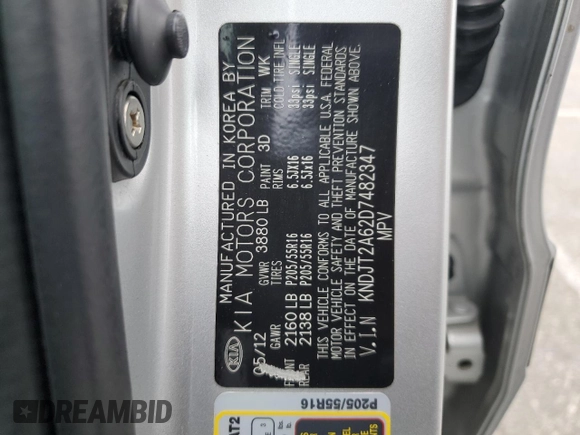 MANUFACTURED IN KOREA BY
KIA MOTORS CORPORATION
KIA
05/12 GVWR 3880 LB PAINT 3D TRIM WK
GAWR TIRES RIMS COLD TIRE INFL
FRONT 2160 LB P205/55R16 6.5JX16 33psi SINGLE
REAR 2138 LB P205/55R16 6.5Jx16 33psi SINGLE
THIS VEHICLE CONFORMS TO ALL APPLICABLE U.S.A. FEDERAL
MOTOR VEHICLE SAFETY AND THEFT PREVENTION STANDARDS
IN EFFECT ON THE DATE OF MANUFACTURE SHOWN ABOVE.
V.I.N KNDJT2A62D7482347
MPV
P205/55R16
AT2
DREAMBID